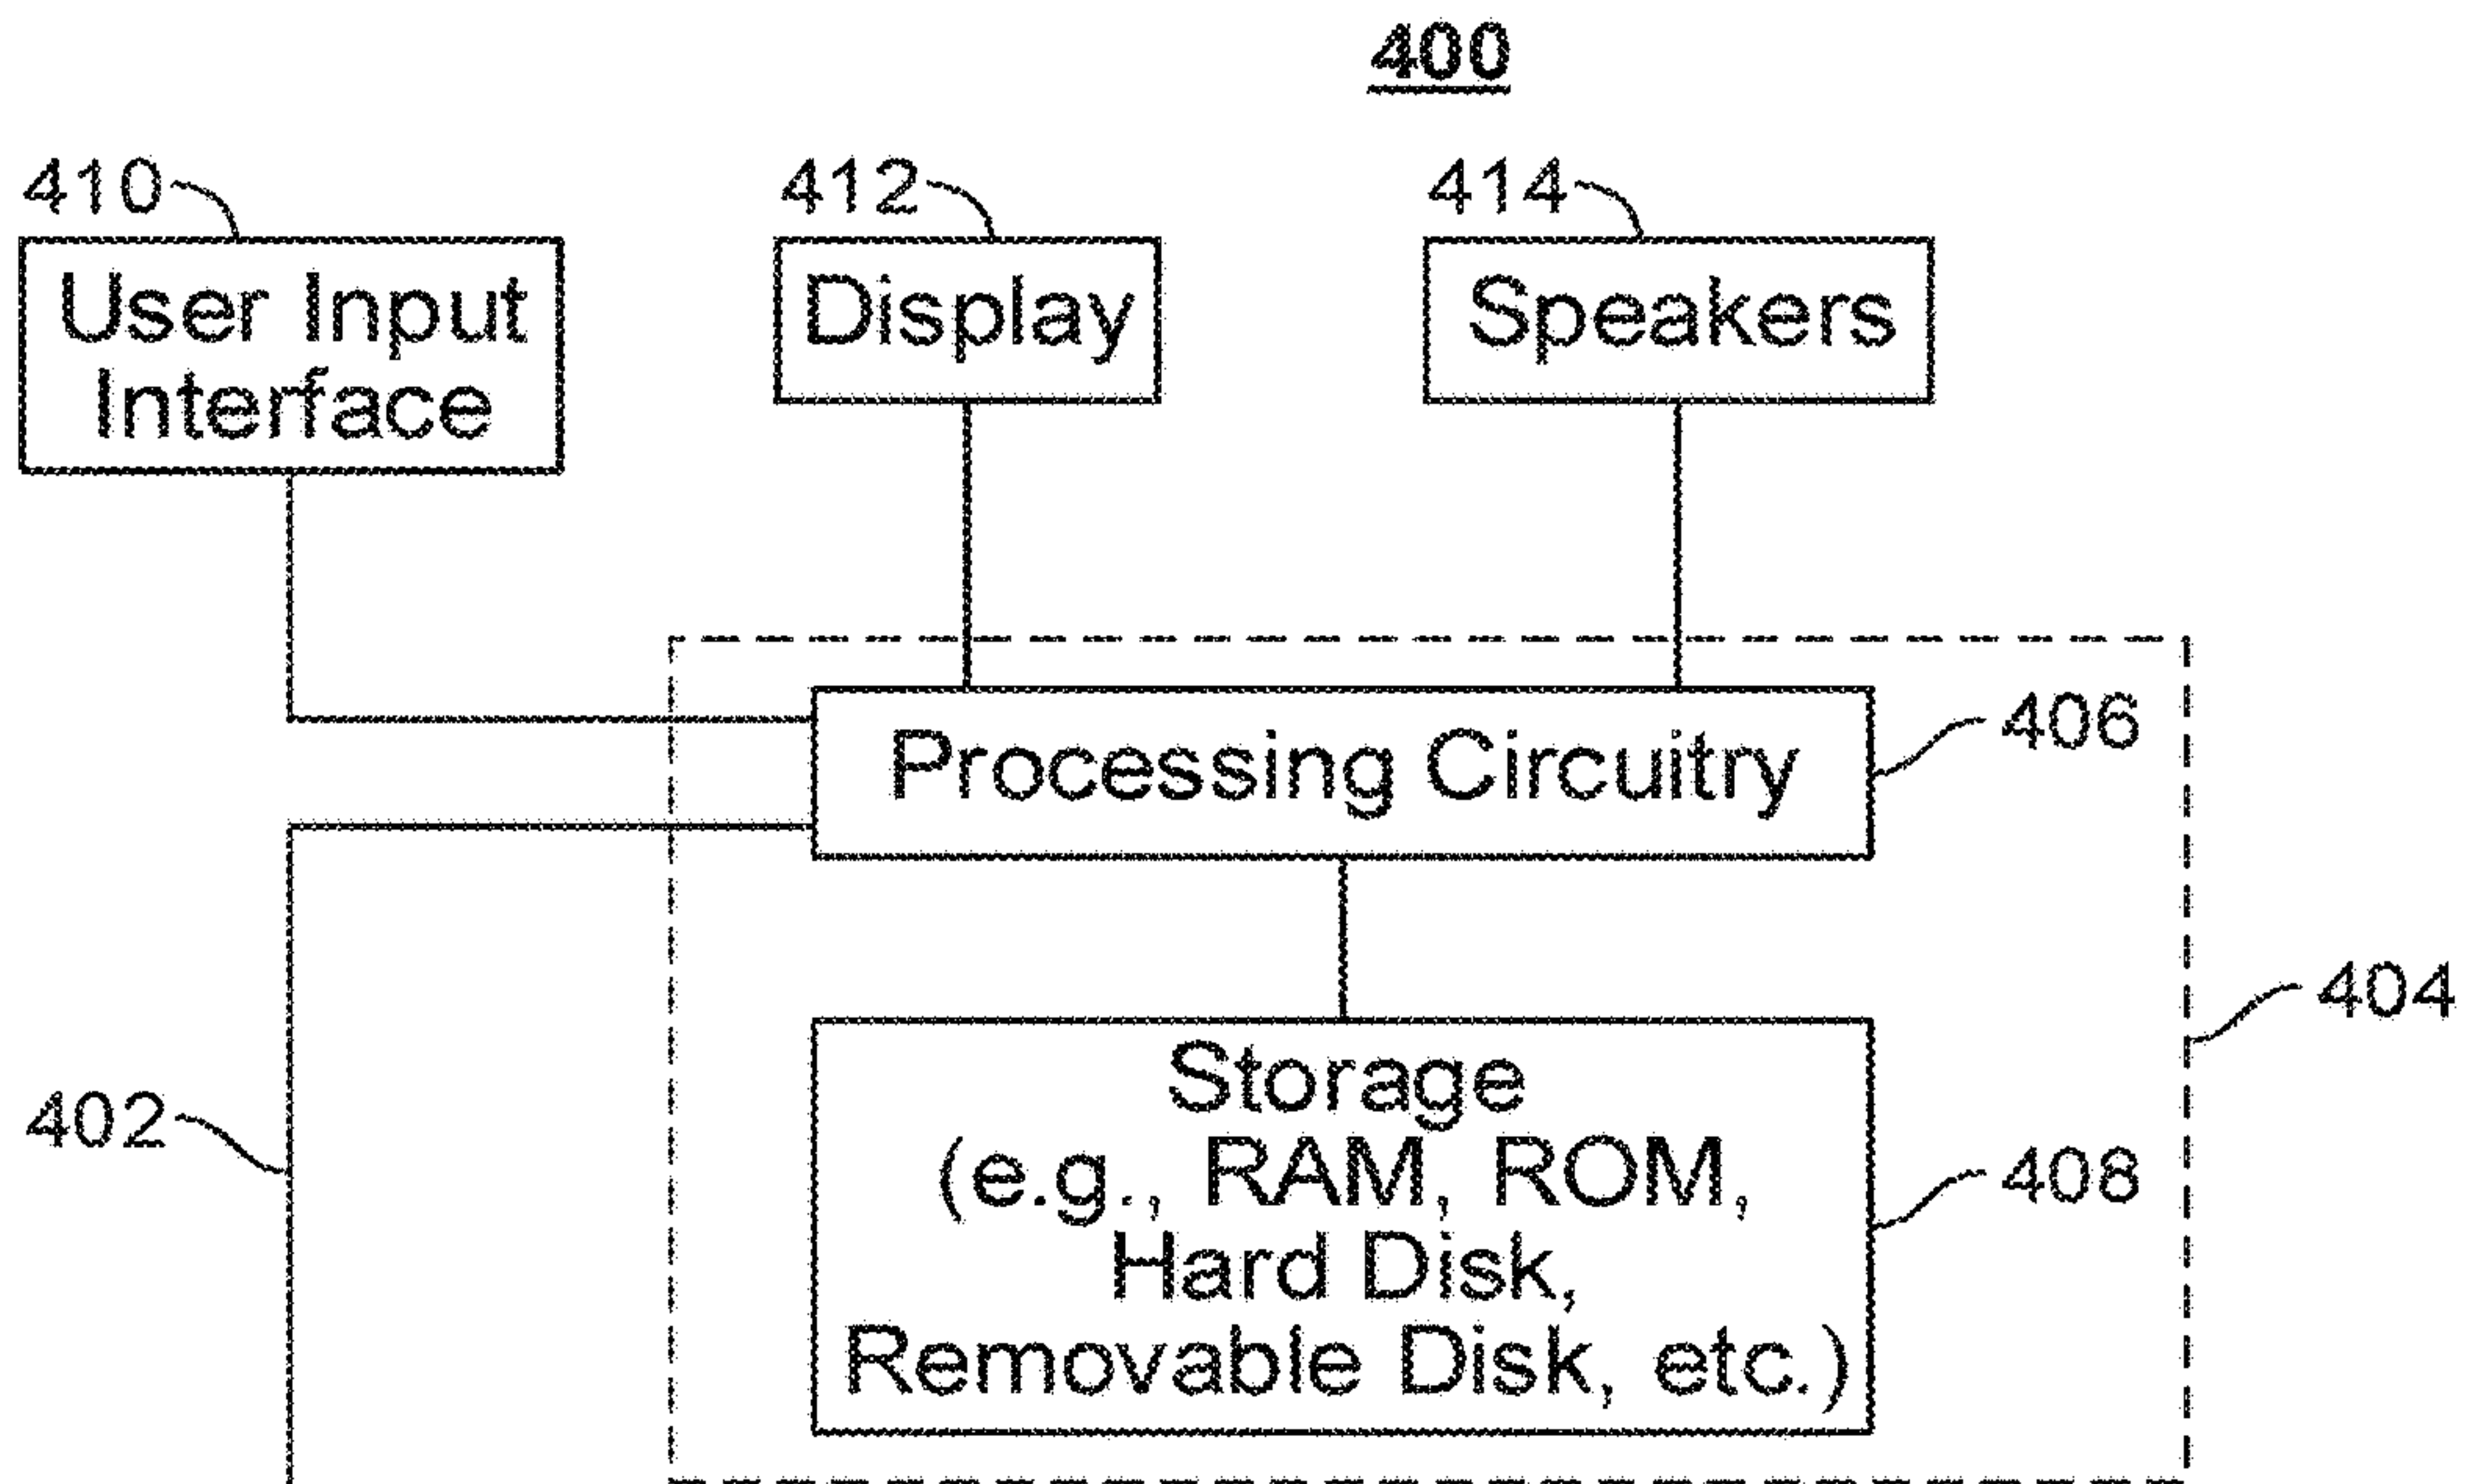 400
410
412
414
User Input
Interface
Display
Speakers
Processing Circuitry
406
404
402
Storage
(e.g., RAM, ROM,
Hard Disk,
Removable Disk, etc.)
408